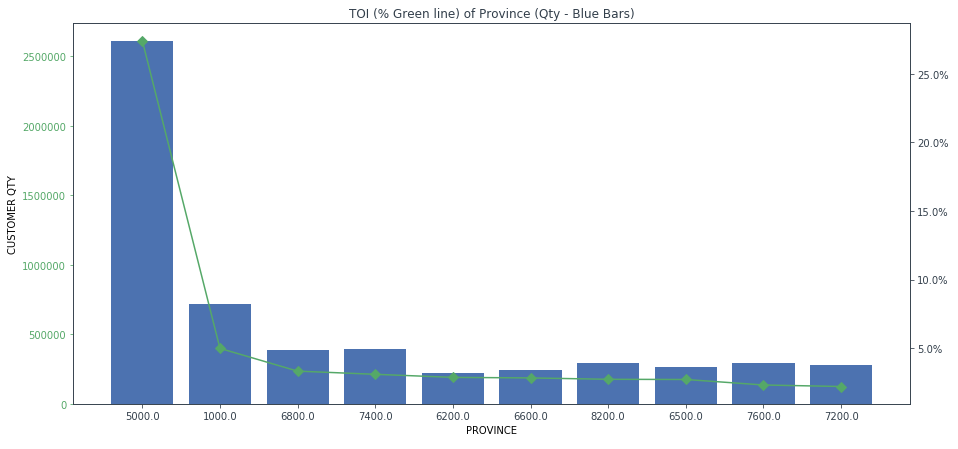 TOI (% Green line) of Province (Qty - Blue Bars)
2500000
2000000
1500000
1000000
500000
0
CUSTOMER QTY
25.0%
20.0%
15.0%
10.0%
5.0%
5000.0 1000.0 6800.0 7400.0 6200.0 6600.0 8200.0 6500.0 7600.0 7200.0
PROVINCE